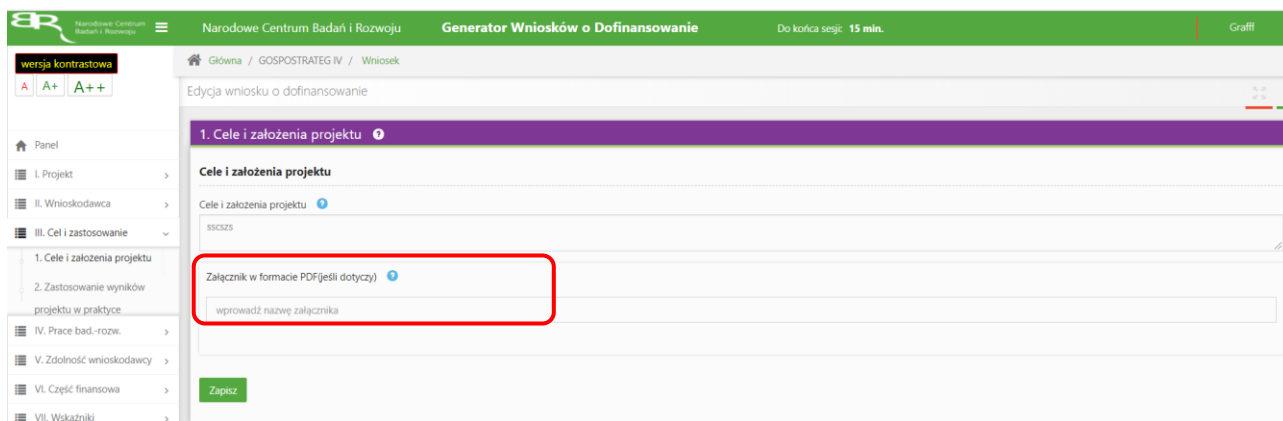 Narodowe Centrum
Badań i Rozwoju
Narodowe Centrum Badań i Rozwoju
Generator Wniosków o Dofinansowanie
Do końca sesji: 15 min.
Grafff
wersja kontrastowa
A A+ A++
Główna / GOSPOSTRATEG IV / Wniosek
Edycja wniosku o dofinansowanie
Panel
I. Projekt
II. Wnioskodawca
III. Cel i zastosowanie
1. Cele i założenia projektu
2. Zastosowanie wyników
projektu w praktyce
IV. Prace bad.-rozw.
V. Zdolność wnioskodawcy
VI. Część finansowa
VII. Wskaźniki
1. Cele i założenia projektu
Cele i założenia projektu
Cele i założenia projektu
sscszs
Załącznik w formacie PDF(jeśli dotyczy)
wprowadź nazwę załącznika
Zapisz